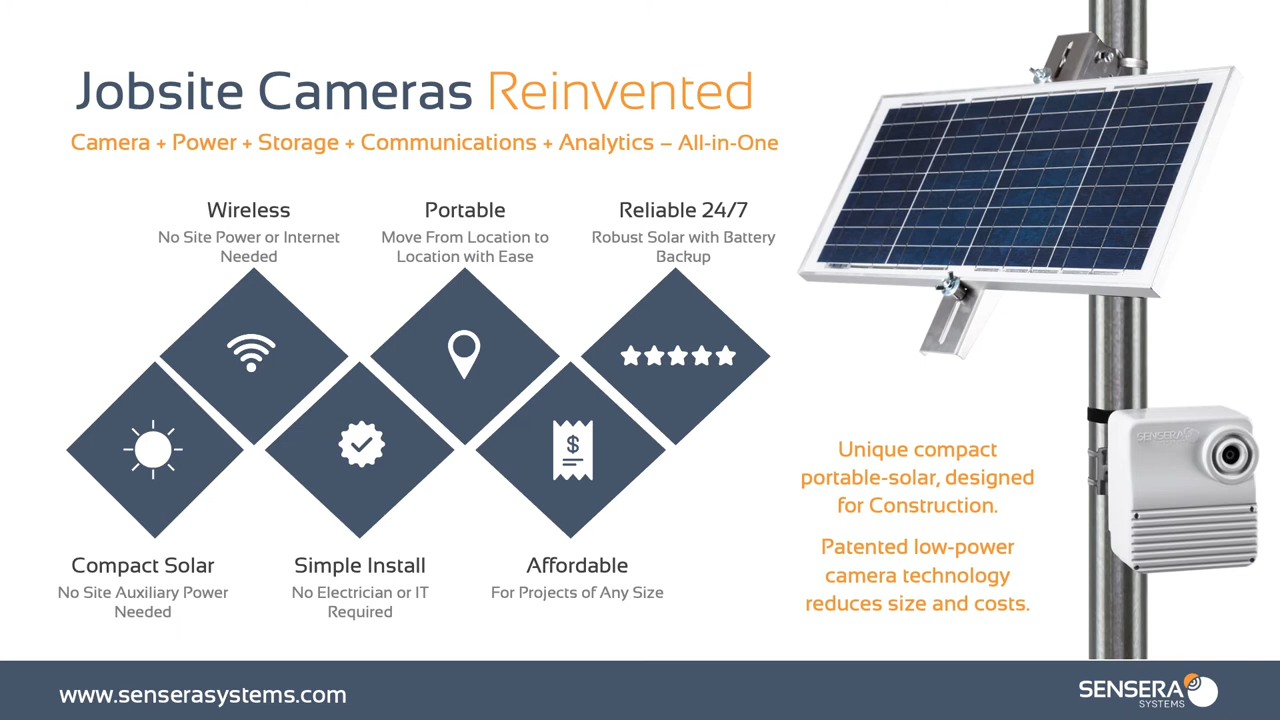 Jobsite Cameras Reinvented
Camera + Power + Storage + Communications + Analytics – All-in-One
Wireless
No Site Power or Internet
Needed
Portable
Move From Location to
Location with Ease
Reliable 24/7
Robust Solar with Battery
Backup
$
Compact Solar
No Site Auxiliary Power
Needed
Simple Install
No Electrician or IT
Required
Affordable
For Projects of Any Size
SENSERA
Unique compact
portable-solar, designed
for Construction.
Patented low-power
camera technology
reduces size and costs.
www.senserasystems.com
SENSERA
SYSTEMS